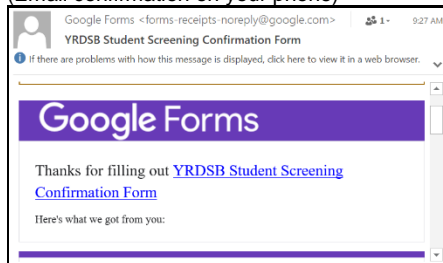 (Email confirmation on your phone)
Google Forms <forms-receipts-noreply@google.com> 1 9:27 AM
YRDSB Student Screening Confirmation Form
If there are problems with how this message is displayed, click here to view it in a web browser.
Google Forms
Thanks for filling out YRDSB Student Screening
Confirmation Form
Here's what we got from you: